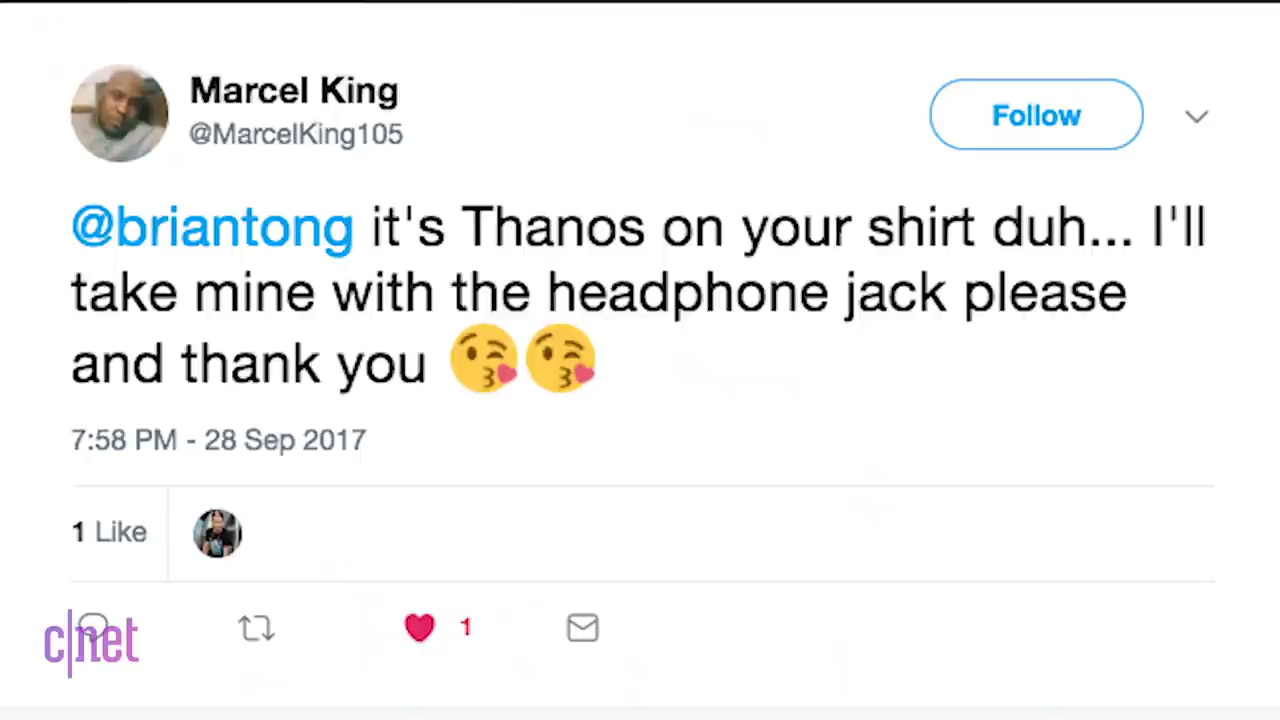 Marcel King
@MarcelKing105
Follow
@briantong it's Thanos on your shirt duh... I'll
take mine with the headphone jack please
and thank you 😘😘
7:58 PM - 28 Sep 2017
1 Like
1
c|net